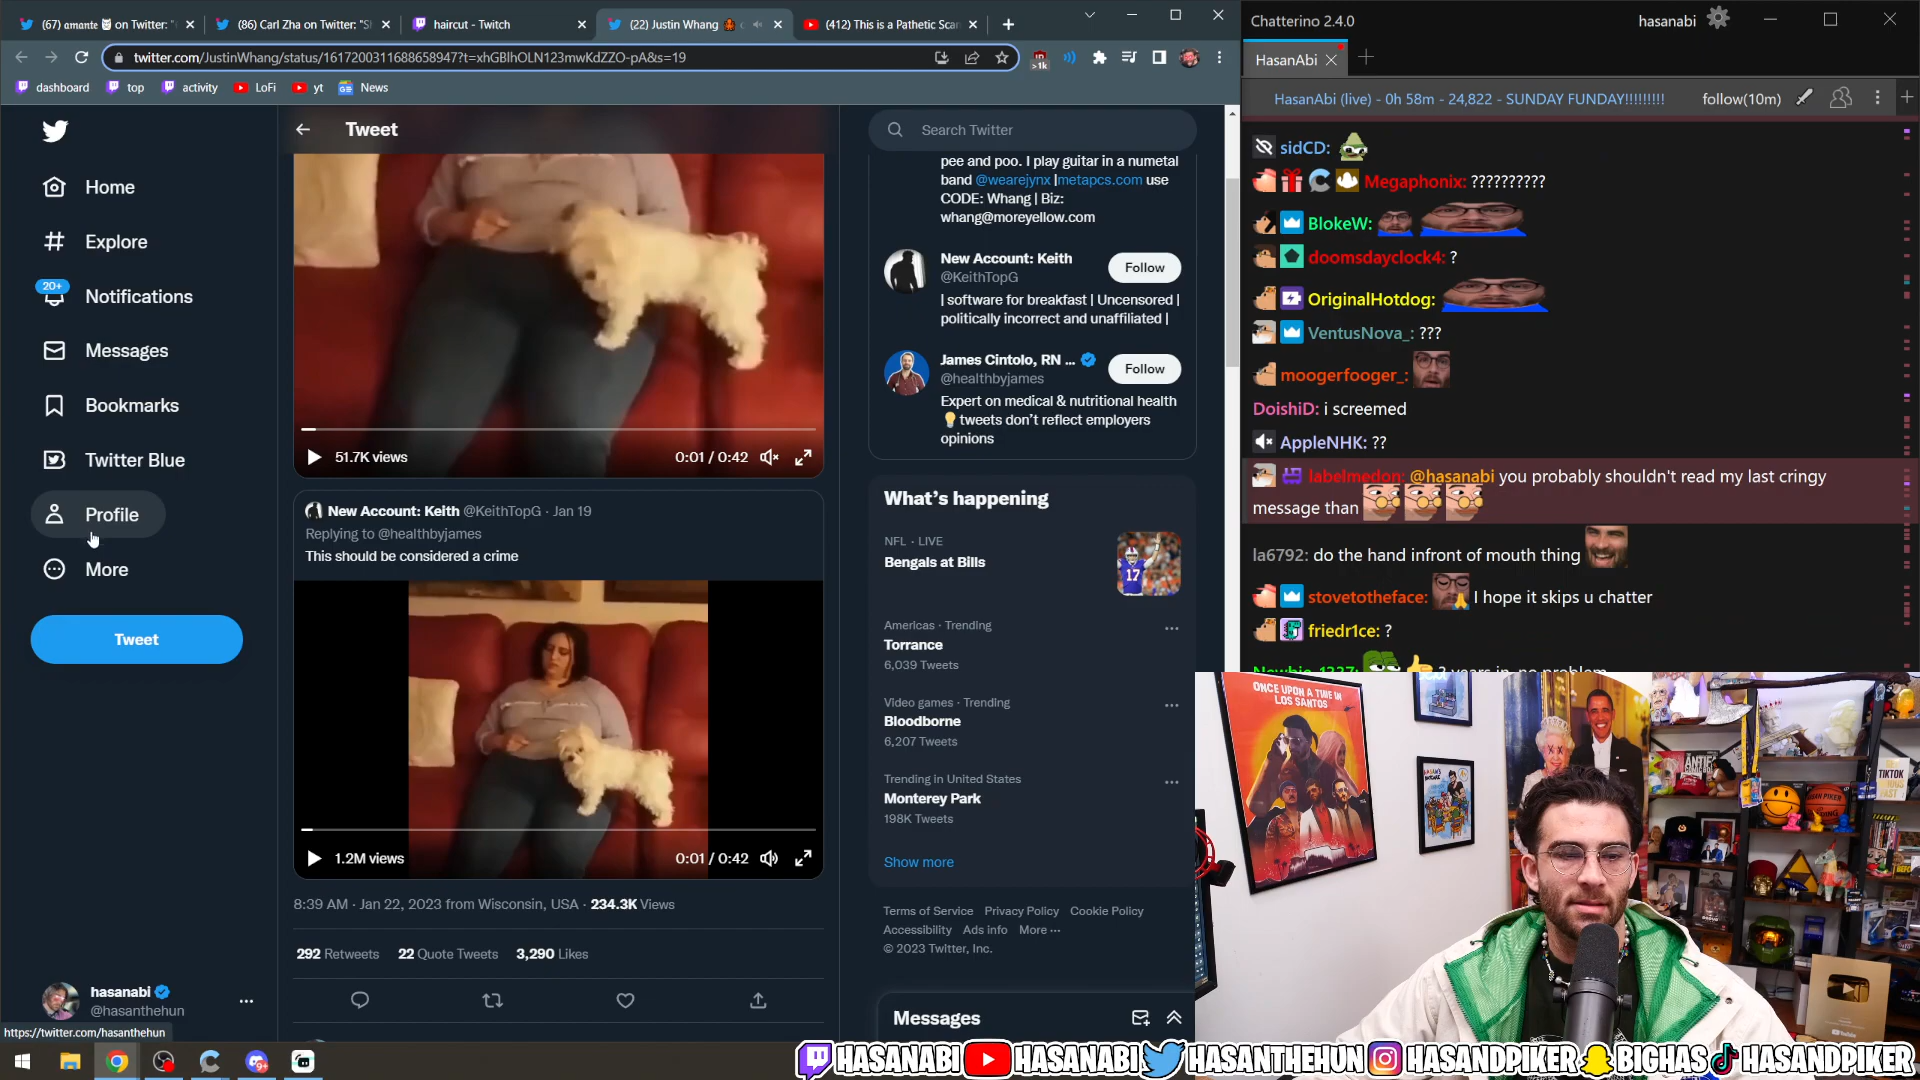 (67) amante on Twitter: "
(86) Carl Zha on Twitter: "S
haircut - Twitch
(22) Justin Whang
(412) This is a Pathetic Scar
twitter.com/JustinWhang/status/1617200311688658947?t=xhGBlhOLN123mwKdZZO-pA&s=19
>1k
dashboard
top
activity
LoFi
yt
News
Home
Explore
20+
Notifications
Messages
Bookmarks
Twitter Blue
Profile
More
Tweet
hasanabi
@hasanthehun
https://twitter.com/hasanthehun
Tweet
51.7K views
0:01 / 0:42
New Account: Keith @KeithTopG · Jan 19
Replying to @healthbyjames
This should be considered a crime
1.2M views
0:01 / 0:42
8:39 AM · Jan 22, 2023 from Wisconsin, USA · 234.3K Views
292 Retweets 22 Quote Tweets 3,290 Likes
Search Twitter
pee and poo. I play guitar in a numetal
band @wearejynx |metapcs.com use
CODE: Whang | Biz:
whang@moreyellow.com
New Account: Keith
@KeithTopG
Follow
| software for breakfast | Uncensored |
politically incorrect and unaffiliated |
James Cintolo, RN ...
@healthbyjames
Follow
Expert on medical & nutritional health
tweets don't reflect employers
opinions
What's happening
NFL · LIVE
Bengals at Bills
17
Americas · Trending
Torrance
6,039 Tweets
Video games · Trending
Bloodborne
6,207 Tweets
Trending in United States
Monterey Park
198K Tweets
Show more
Terms of Service Privacy Policy Cookie Policy
Accessibility Ads info More ···
© 2023 Twitter, Inc.
Messages
Chatterino 2.4.0
hasanabi
HasanAbi
HasanAbi (live) - 0h 58m - 24,822 - SUNDAY FUNDAY!!!!!!!!!
follow(10m)
sidCD:
Megaphonix: ??????????
BlokeW:
doomsdayclock4: ?
OriginalHotdog:
VentusNova_: ???
moogerfooger_:
DoishiD: i screemed
AppleNHK: ??
labelmedon: @hasanabi you probably shouldn't read my last cringy
message than
la6792: do the hand infront of mouth thing
stovetotheface: I hope it skips u chatter
friedr1ce: ?
Newbie_1337: 3 years in, no problem
ONCE UPON A TIME IN
LOS SANTOS
HASANABI HASANABI HASANTHEHUN HASANDPIKER BIGHAS HASANDPIKER